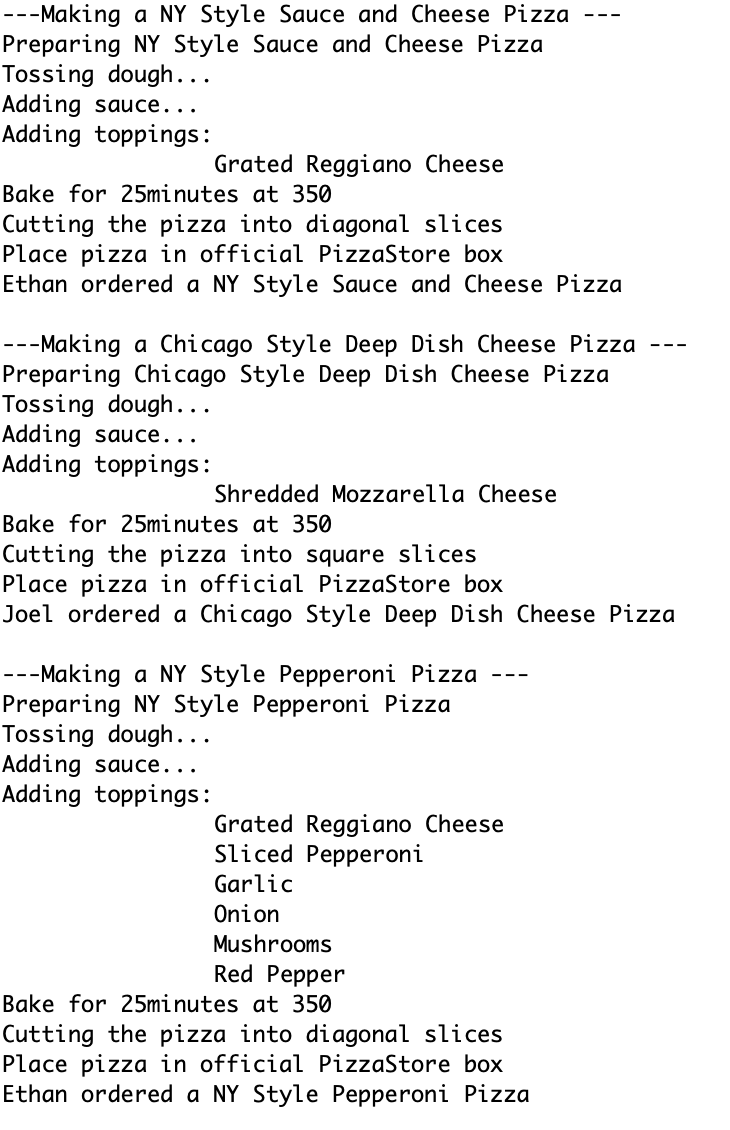 ---Making a NY Style Sauce and Cheese Pizza ---
Preparing NY Style Sauce and Cheese Pizza
Tossing dough...
Adding sauce...
Adding toppings:
Grated Reggiano Cheese
Bake for 25minutes at 350
Cutting the pizza into diagonal slices
Place pizza in official PizzaStore box
Ethan ordered a NY Style Sauce and Cheese Pizza

---Making a Chicago Style Deep Dish Cheese Pizza ---
Preparing Chicago Style Deep Dish Cheese Pizza
Tossing dough...
Adding sauce...
Adding toppings:
Shredded Mozzarella Cheese
Bake for 25minutes at 350
Cutting the pizza into square slices
Place pizza in official PizzaStore box
Joel ordered a Chicago Style Deep Dish Cheese Pizza

---Making a NY Style Pepperoni Pizza ---
Preparing NY Style Pepperoni Pizza
Tossing dough...
Adding sauce...
Adding toppings:
Grated Reggiano Cheese
Sliced Pepperoni
Garlic
Onion
Mushrooms
Red Pepper
Bake for 25minutes at 350
Cutting the pizza into diagonal slices
Place pizza in official PizzaStore box
Ethan ordered a NY Style Pepperoni Pizza